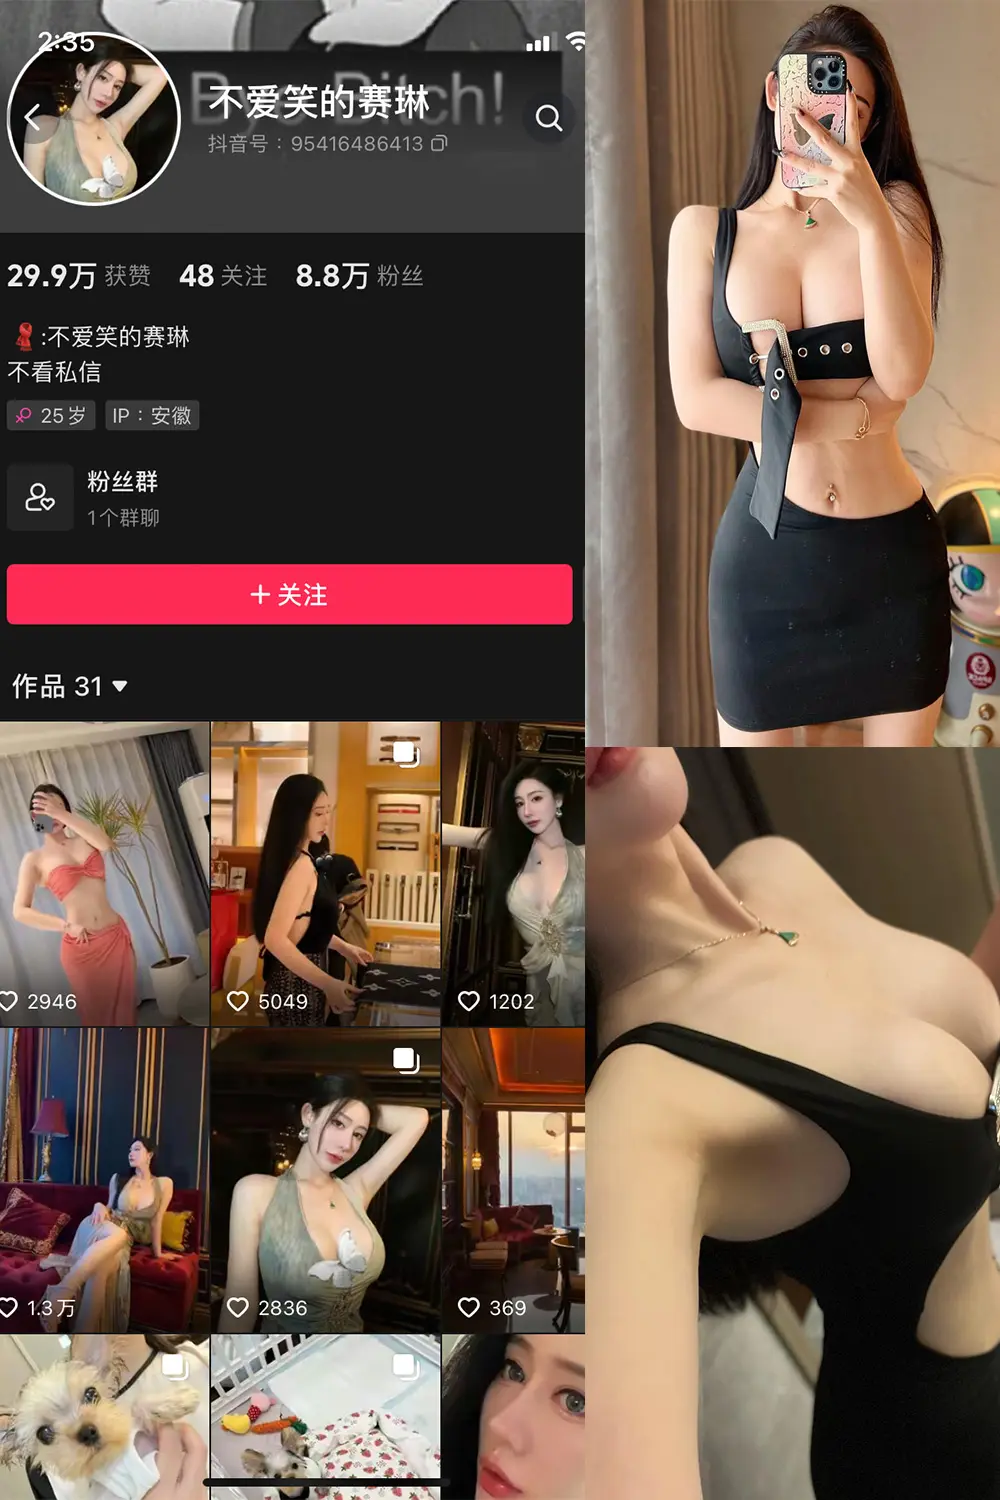 2:35
不爱笑的赛琳
抖音号：95416486413
29.9万 获赞 48 关注 8.8万 粉丝
:不爱笑的赛琳
不看私信
25岁 IP：安徽
粉丝群
1个群聊
+ 关注
作品 31
2946 5049 1202
1.3万 2836 369